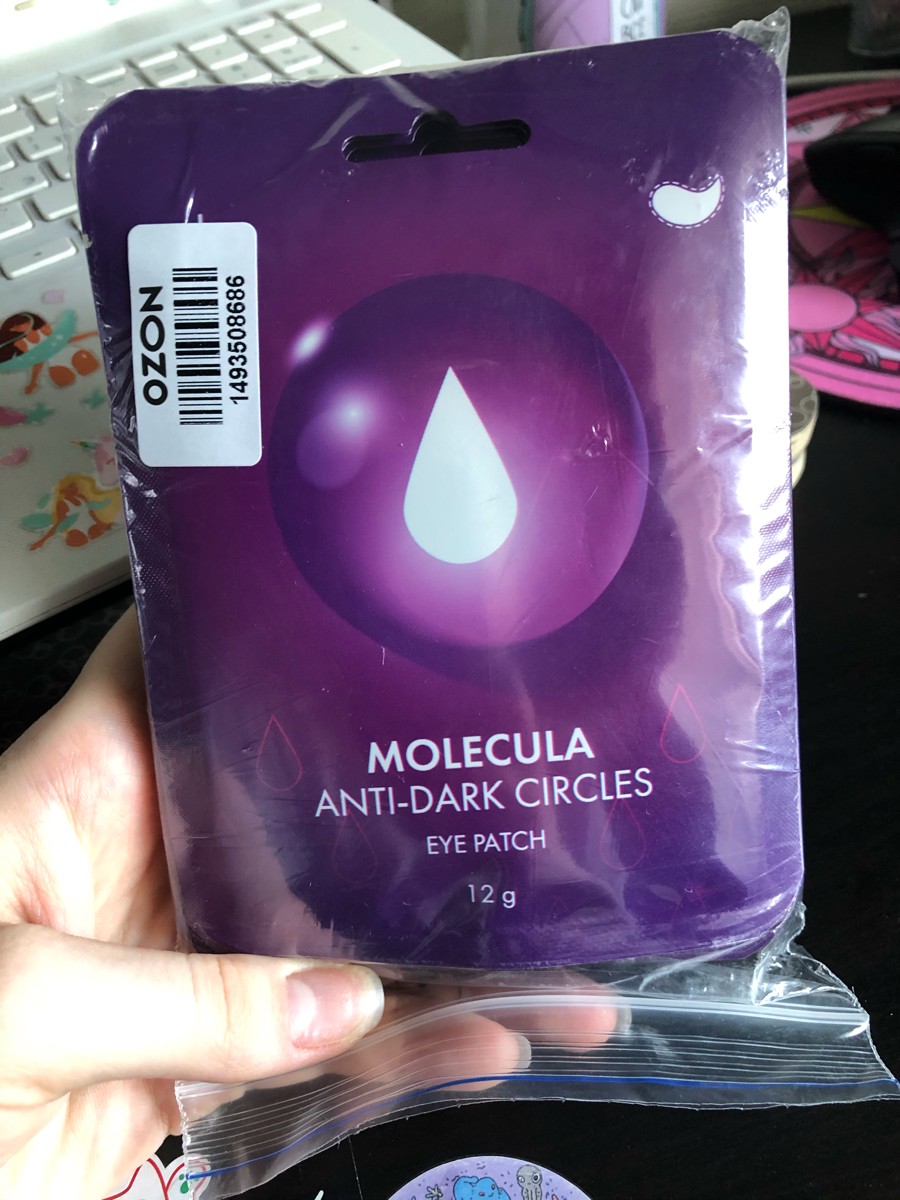 OZON
1493508686
MOLECULA
ANTI-DARK CIRCLES
EYE PATCH
12 g